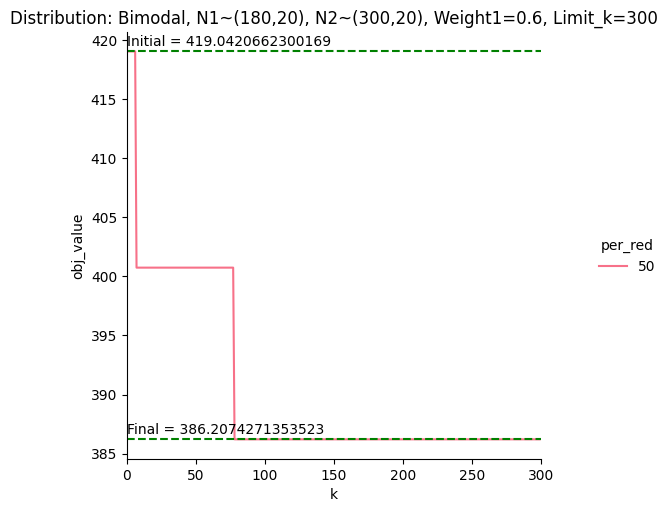 Distribution: Bimodal, N1~(180,20), N2~(300,20), Weight1=0.6, Limit_k=300
420
Initial = 419.0420662300169
415
410
405
400
395
390
385
obj_value
Final = 386.2074271353523
0
50
100
150
200
250
300
k
per_red
50